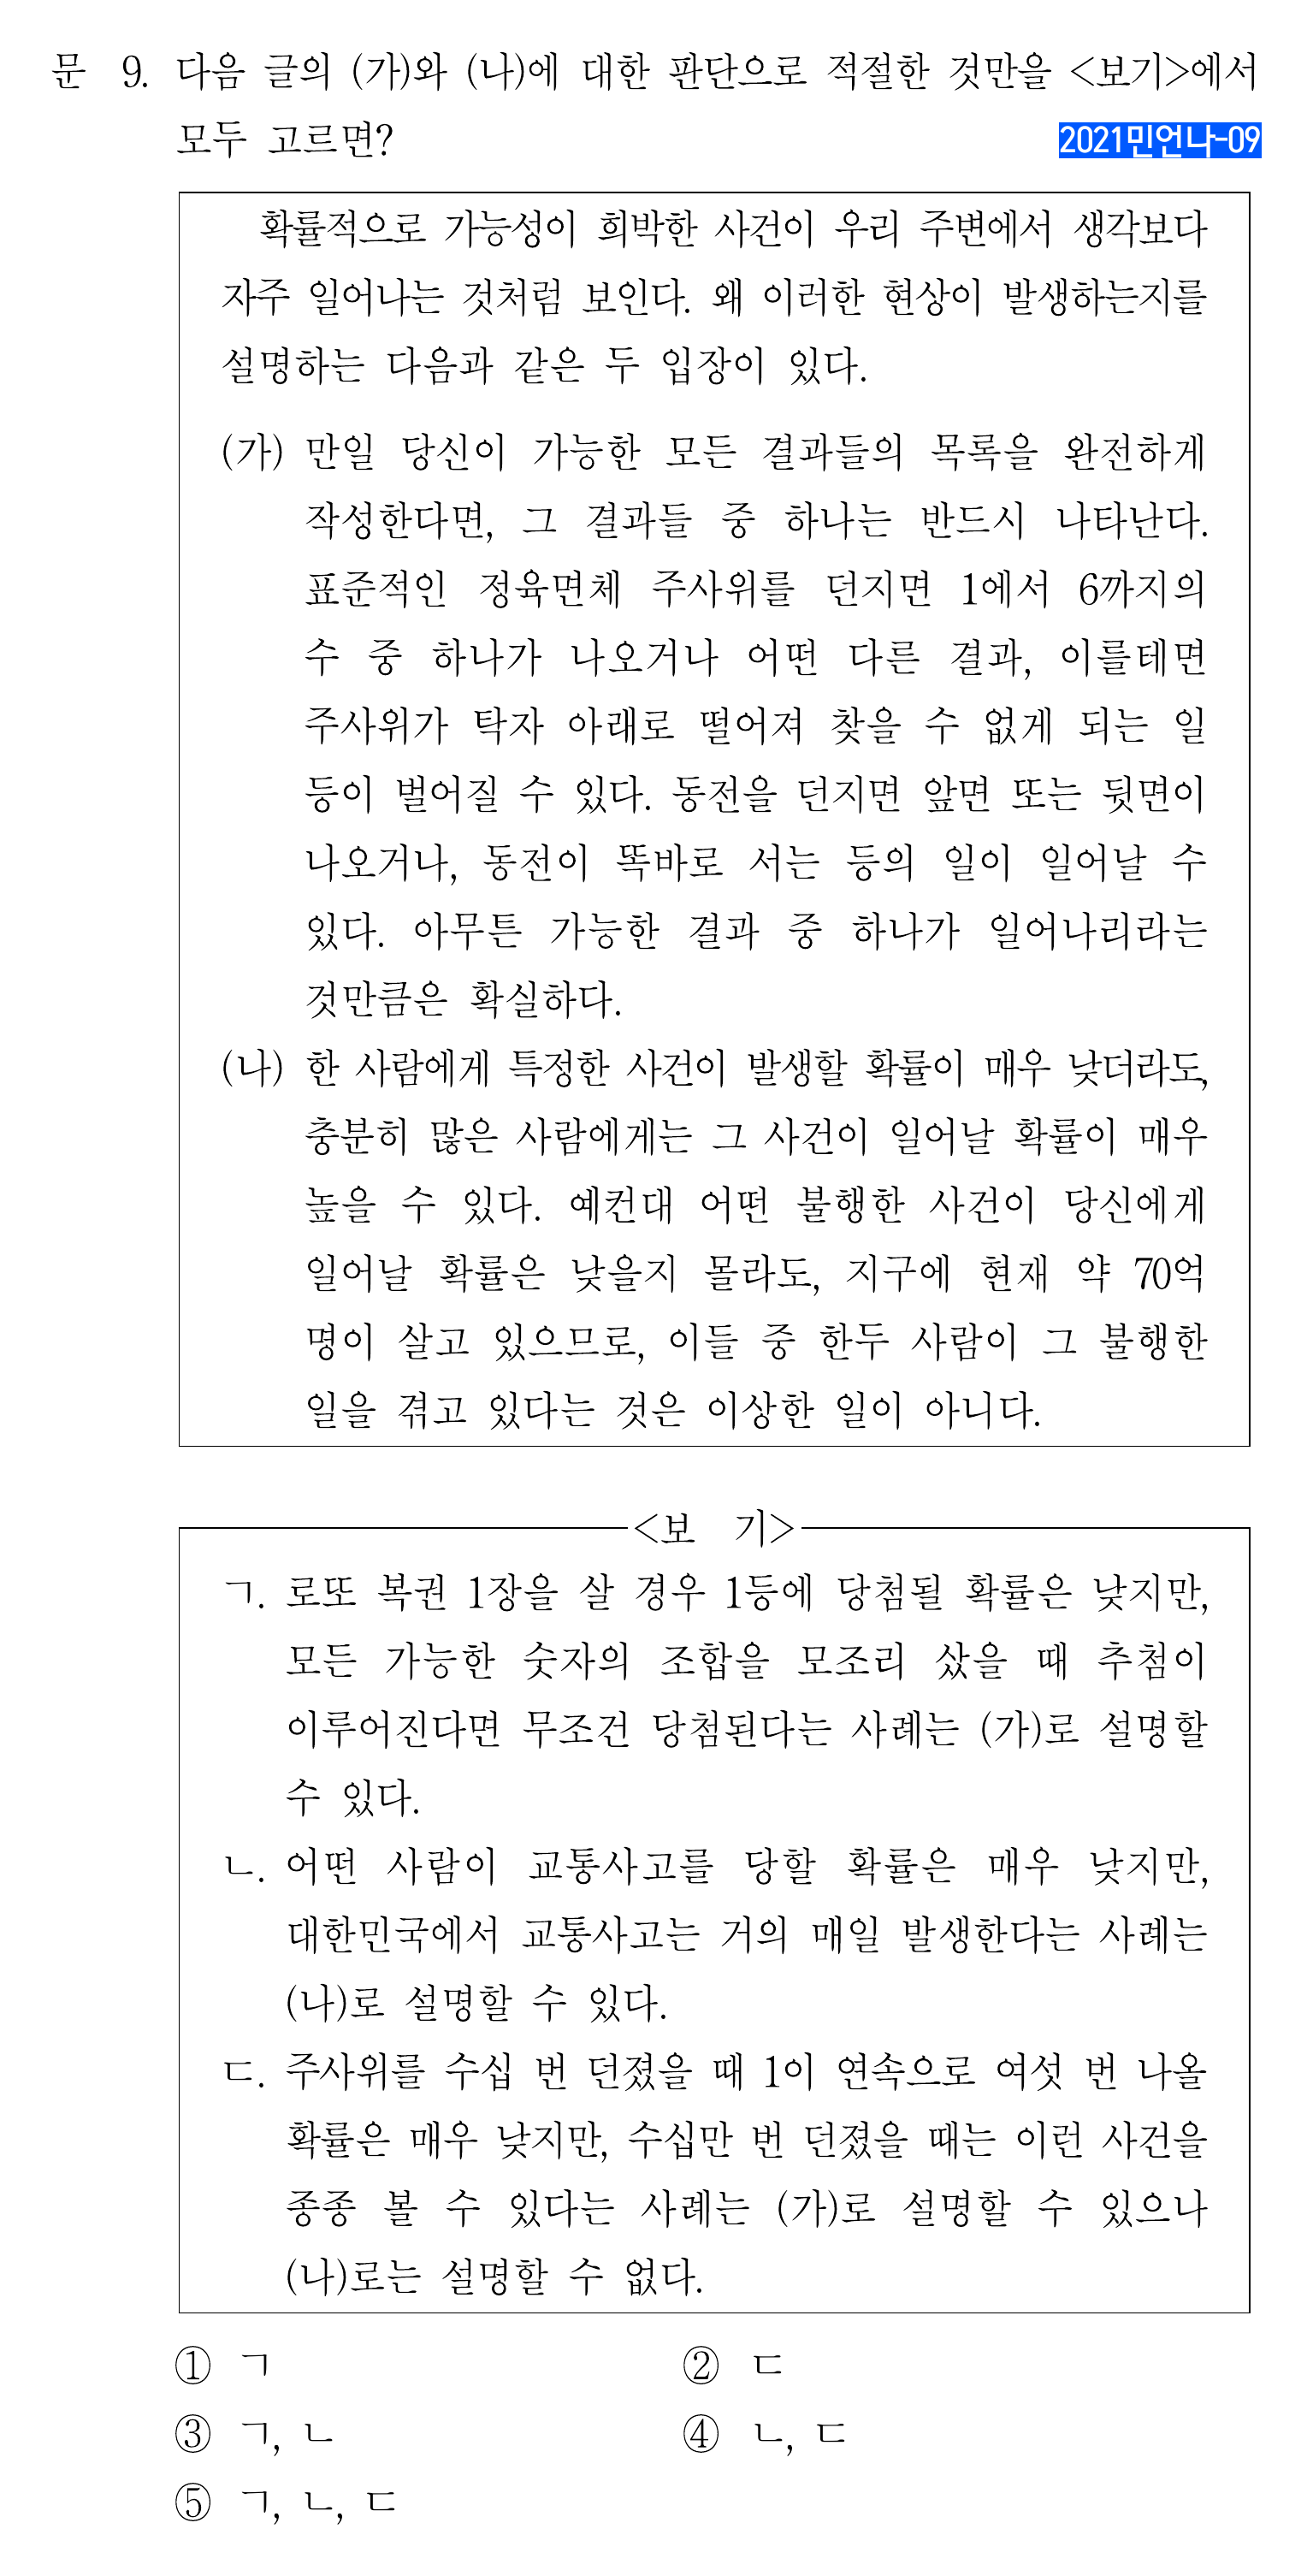 문 9. 다음 글의 (가)와 (나)에 대한 판단으로 적절한 것만을 <보기>에서
모두 고르면?
2021민언나-09
확률적으로 가능성이 희박한 사건이 우리 주변에서 생각보다
자주 일어나는 것처럼 보인다. 왜 이러한 현상이 발생하는지를
설명하는 다음과 같은 두 입장이 있다.
(가) 만일 당신이 가능한 모든 결과들의 목록을 완전하게
작성한다면, 그 결과들 중 하나는 반드시 나타난다.
표준적인 정육면체 주사위를 던지면 1에서 6까지의
수 중 하나가 나오거나 어떤 다른 결과, 이를테면
주사위가 탁자 아래로 떨어져 찾을 수 없게 되는 일
등이 벌어질 수 있다. 동전을 던지면 앞면 또는 뒷면이
나오거나, 동전이 똑바로 서는 등의 일이 일어날 수
있다. 아무튼 가능한 결과 중 하나가 일어나리라는
것만큼은 확실하다.
(나) 한 사람에게 특정한 사건이 발생할 확률이 매우 낮더라도,
충분히 많은 사람에게는 그 사건이 일어날 확률이 매우
높을 수 있다. 예컨대 어떤 불행한 사건이 당신에게
일어날 확률은 낮을지 몰라도, 지구에 현재 약 70억
명이 살고 있으므로, 이들 중 한두 사람이 그 불행한
일을 겪고 있다는 것은 이상한 일이 아니다.
<보 기>
ㄱ. 로또 복권 1장을 살 경우 1등에 당첨될 확률은 낮지만,
모든 가능한 숫자의 조합을 모조리 샀을 때 추첨이
이루어진다면 무조건 당첨된다는 사례는 (가)로 설명할
수 있다.
ㄴ. 어떤 사람이 교통사고를 당할 확률은 매우 낮지만,
대한민국에서 교통사고는 거의 매일 발생한다는 사례는
(나)로 설명할 수 있다.
ㄷ. 주사위를 수십 번 던졌을 때 1이 연속으로 여섯 번 나올
확률은 매우 낮지만, 수십만 번 던졌을 때는 이런 사건을
종종 볼 수 있다는 사례는 (가)로 설명할 수 있으나
(나)로는 설명할 수 없다.
① ㄱ ② ㄷ
③ ㄱ, ㄴ ④ ㄴ, ㄷ
⑤ ㄱ, ㄴ, ㄷ